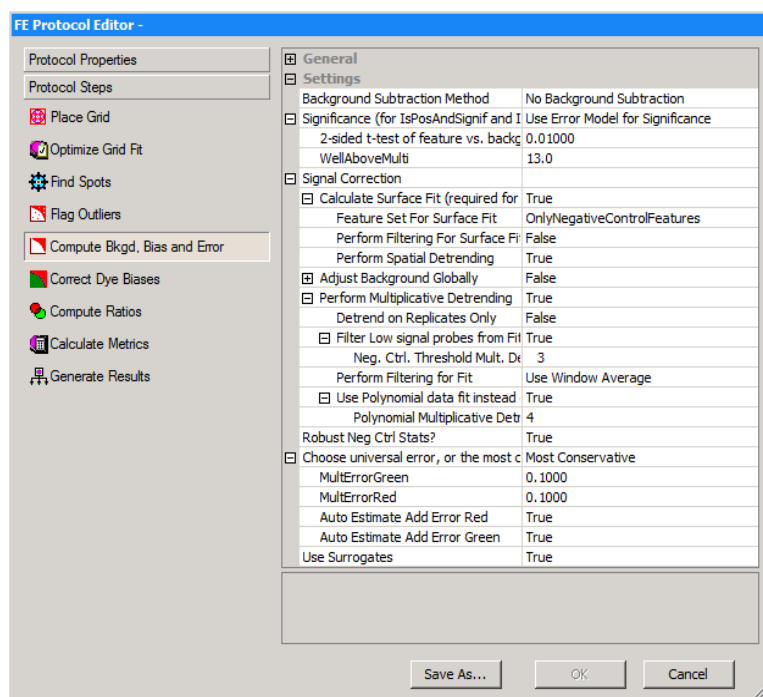 FE Protocol Editor -
Protocol Properties
Protocol Steps
Place Grid
Optimize Grid Fit
Find Spots
Flag Outliers
Compute Bkgd, Bias and Error
Correct Dye Biases
Compute Ratios
Calculate Metrics
Generate Results
General
Settings
Background Subtraction Method No Background Subtraction
Significance (for IsPosAndSignif and I Use Error Model for Significance
2-sided t-test of feature vs. backg 0.01000
WellAboveMulti 13.0
Signal Correction
Calculate Surface Fit (required for True
Feature Set For Surface Fit OnlyNegativeControlFeatures
Perform Filtering For Surface Fi False
Perform Spatial Detrending True
Adjust Background Globally False
Perform Multiplicative Detrending True
Detrend on Replicates Only False
Filter Low signal probes from Fit True
Neg. Ctrl. Threshold Mult. De 3
Perform Filtering for Fit Use Window Average
Use Polynomial data fit instead True
Polynomial Multiplicative Detr 4
Robust Neg Ctrl Stats? True
Choose universal error, or the most c Most Conservative
MultErrorGreen 0.1000
MultErrorRed 0.1000
Auto Estimate Add Error Red True
Auto Estimate Add Error Green True
Use Surrogates True
Save As... OK Cancel